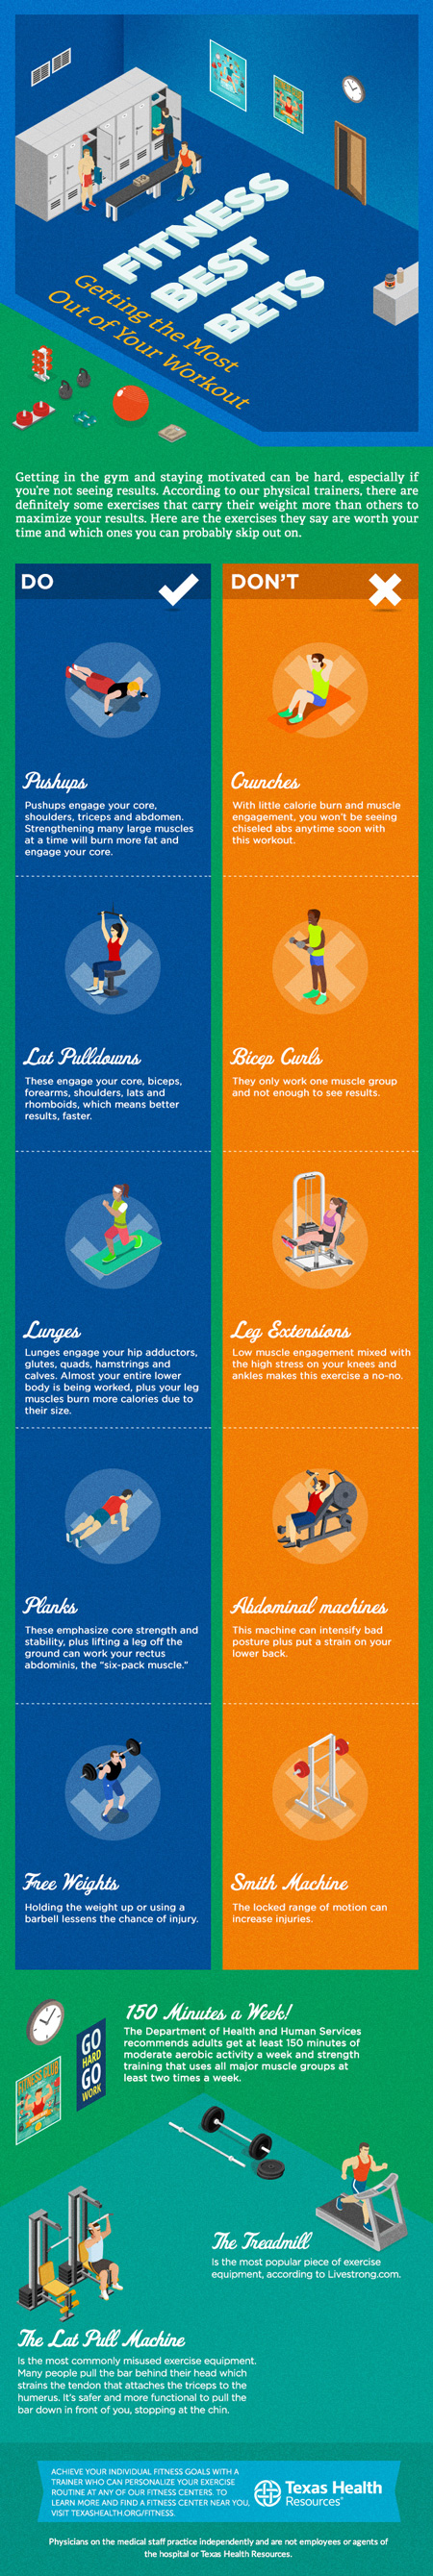 FITNESS
BEST
BETS
Getting the Most
Out of Your Workout
Getting in the gym and staying motivated can be hard, especially if
you're not seeing results. According to our physical trainers, there are
definitely some exercises that carry their weight more than others to
maximize your results. Here are the exercises they say are worth your
time and which ones you can probably skip out on.
DO
Pushups
Pushups engage your core,
shoulders, triceps and abdomen.
Strengthening many large muscles
at a time will burn more fat and
engage your core.
Lat Pulldowns
These engage your core, biceps,
forearms, shoulders, lats and
rhomboids, which means better
results, faster.
Lunges
Lunges engage your hip adductors,
glutes, quads, hamstrings and
calves. Almost your entire lower
body is being worked, plus your leg
muscles burn more calories due to
their size.
Planks
These emphasize core strength and
stability, plus lifting a leg off the
ground can work your rectus
abdominis, the "six-pack muscle."
Free Weights
Holding the weight up or using a
barbell lessens the chance of injury.
DON'T
Crunches
With little calorie burn and muscle
engagement, you won't be seeing
chiseled abs anytime soon with
this workout.
Bicep Curls
They only work one muscle group
and not enough to see results.
Leg Extensions
Low muscle engagement mixed with
the high stress on your knees and
ankles makes this exercise a no-no.
Abdominal machines
This machine can intensify bad
posture plus put a strain on your
lower back.
Smith Machine
The locked range of motion can
increase injuries.
150 Minutes a Week!
The Department of Health and Human Services
recommends adults get at least 150 minutes of
moderate aerobic activity a week and strength
training that uses all major muscle groups at
least two times a week.
GO
HARD
GO
WORK
FITNESS CLUB
The Treadmill
Is the most popular piece of exercise
equipment, according to Livestrong.com.
The Lat Pull Machine
Is the most commonly misused exercise equipment.
Many people pull the bar behind their head which
strains the tendon that attaches the triceps to the
humerus. It's safer and more functional to pull the
bar down in front of you, stopping at the chin.
ACHIEVE YOUR INDIVIDUAL FITNESS GOALS WITH A
TRAINER WHO CAN PERSONALIZE YOUR EXERCISE
ROUTINE AT ANY OF OUR FITNESS CENTERS. TO
LEARN MORE AND FIND A FITNESS CENTER NEAR YOU,
VISIT TEXASHEALTH.ORG/FITNESS.
Texas Health
Resources®
Physicians on the medical staff practice independently and are not employees or agents of
the hospital or Texas Health Resources.